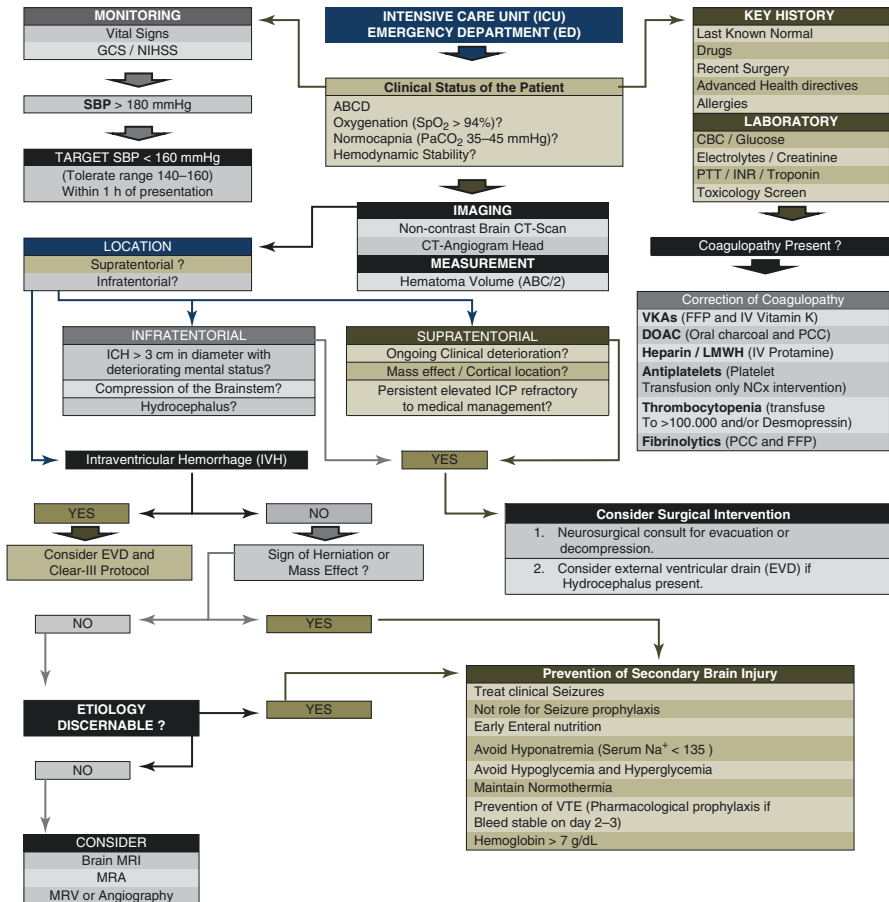 MONITORING
Vital Signs
GCS / NIHSS
SBP > 180 mmHg
TARGET SBP < 160 mmHg
(Tolerate range 140–160)
Within 1 h of presentation
INTENSIVE CARE UNIT (ICU)
EMERGENCY DEPARTMENT (ED)
Clinical Status of the Patient
ABCD
Oxygenation (SpO₂ > 94%)?
Normocapnia (PaCO₂ 35–45 mmHg)?
Hemodynamic Stability?
KEY HISTORY
Last Known Normal
Drugs
Recent Surgery
Advanced Health directives
Allergies
LABORATORY
CBC / Glucose
Electrolytes / Creatinine
PTT / INR / Troponin
Toxicology Screen
IMAGING
Non-contrast Brain CT-Scan
CT-Angiogram Head
MEASUREMENT
Hematoma Volume (ABC/2)
LOCATION
Supratentorial ?
Infratentorial?
Coagulopathy Present ?
Correction of Coagulopathy
VKAs (FFP and IV Vitamin K)
DOAC (Oral charcoal and PCC)
Heparin / LMWH (IV Protamine)
Antiplatelets (Platelet
Transfusion only NCx intervention)
Thrombocytopenia (transfuse
To >100.000 and/or Desmopressin)
Fibrinolytics (PCC and FFP)
INFRATENTORIAL
ICH > 3 cm in diameter with
deteriorating mental status?
Compression of the Brainstem?
Hydrocephalus?
SUPRATENTORIAL
Ongoing Clinical deterioration?
Mass effect / Cortical location?
Persistent elevated ICP refractory
to medical management?
Intraventricular Hemorrhage (IVH)
YES
YES
NO
Consider EVD and
Clear-III Protocol
Sign of Herniation or
Mass Effect ?
Consider Surgical Intervention
1. Neurosurgical consult for evacuation or
decompression.
2. Consider external ventricular drain (EVD) if
Hydrocephalus present.
NO
YES
ETIOLOGY
DISCERNABLE ?
YES
NO
Prevention of Secondary Brain Injury
Treat clinical Seizures
Not role for Seizure prophylaxis
Early Enteral nutrition
Avoid Hyponatremia (Serum Na⁺ < 135 )
Avoid Hypoglycemia and Hyperglycemia
Maintain Normothermia
Prevention of VTE (Pharmacological prophylaxis if
Bleed stable on day 2–3)
Hemoglobin > 7 g/dL
CONSIDER
Brain MRI
MRA
MRV or Angiography